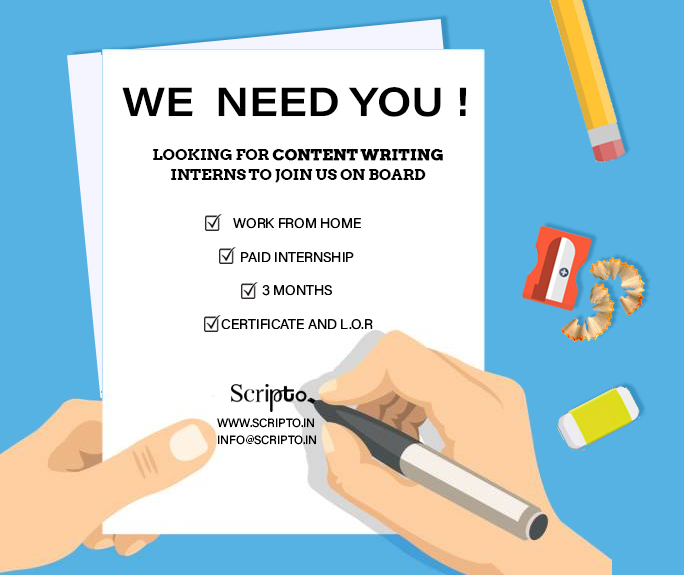 WE NEED YOU !
LOOKING FOR CONTENT WRITING
INTERNS TO JOIN US ON BOARD
WORK FROM HOME
PAID INTERNSHIP
3 MONTHS
CERTIFICATE AND L.O.R
Scripto.
WWW.SCRIPTO.IN
INFO@SCRIPTO.IN